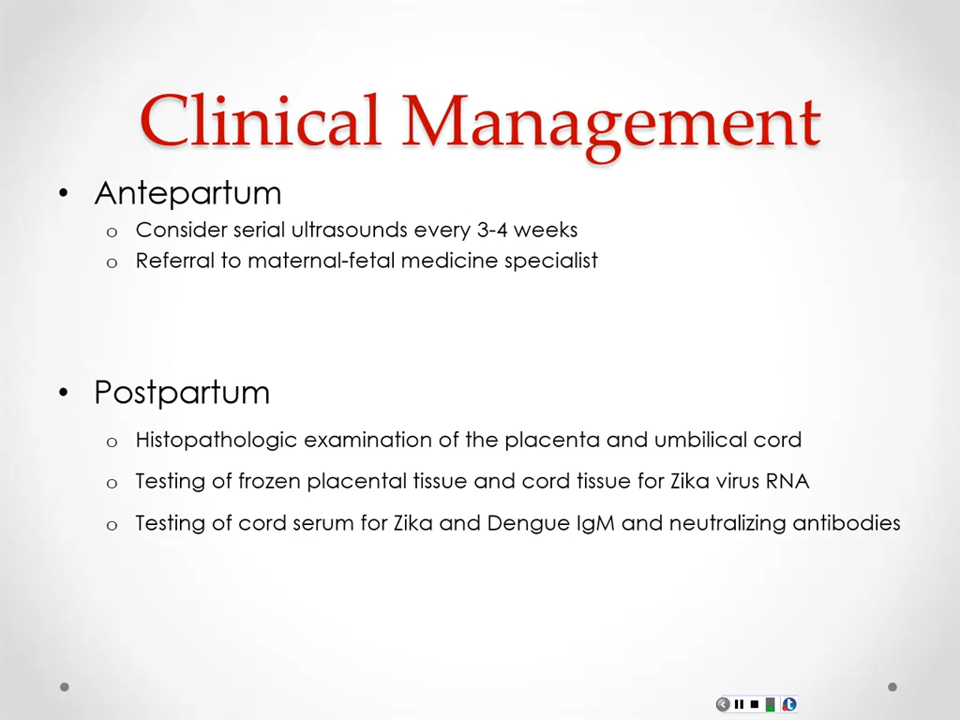 Clinical Management
• Antepartum
o Consider serial ultrasounds every 3-4 weeks
o Referral to maternal-fetal medicine specialist
• Postpartum
o Histopathologic examination of the placenta and umbilical cord
o Testing of frozen placental tissue and cord tissue for Zika virus RNA
o Testing of cord serum for Zika and Dengue IgM and neutralizing antibodies